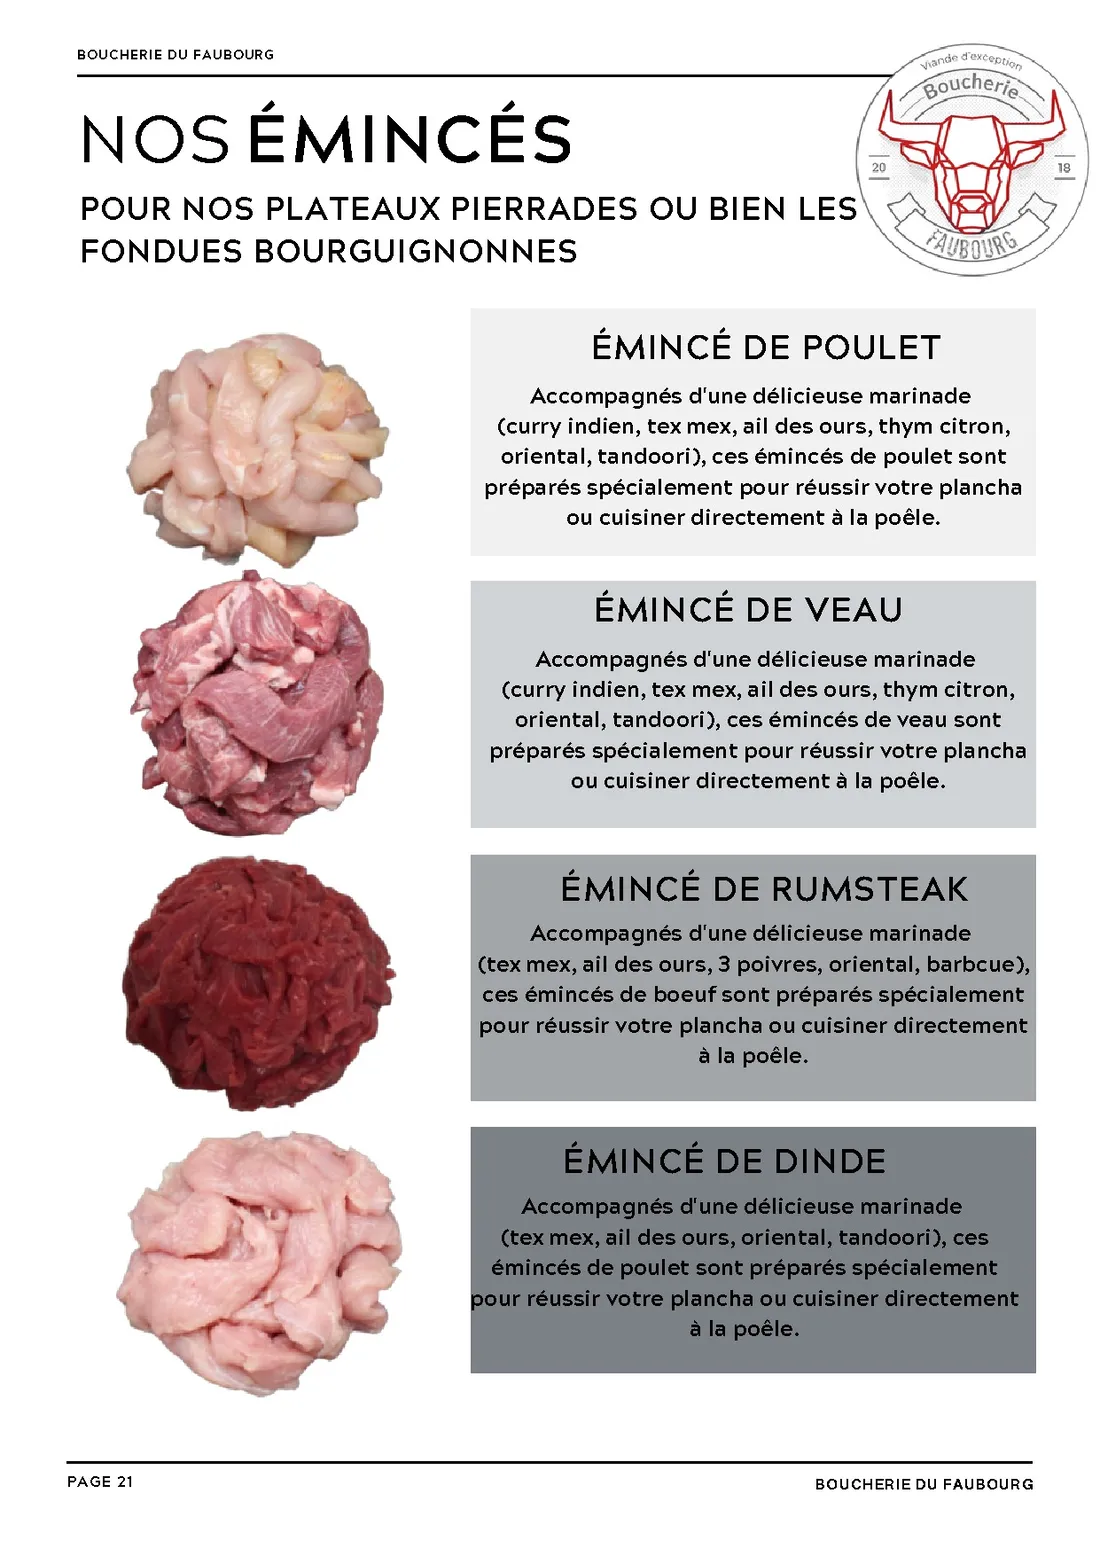 BOUCHERIE DU FAUBOURG
Viande d'exception
Boucherie
20 18
FAUBOURG
NOS ÉMINCÉS
POUR NOS PLATEAUX PIERRADES OU BIEN LES
FONDUES BOURGUIGNONNES
ÉMINCÉ DE POULET
Accompagnés d'une délicieuse marinade
(curry indien, tex mex, ail des ours, thym citron,
oriental, tandoori), ces émincés de poulet sont
préparés spécialement pour réussir votre plancha
ou cuisiner directement à la poêle.
ÉMINCÉ DE VEAU
Accompagnés d'une délicieuse marinade
(curry indien, tex mex, ail des ours, thym citron,
oriental, tandoori), ces émincés de veau sont
préparés spécialement pour réussir votre plancha
ou cuisiner directement à la poêle.
ÉMINCÉ DE RUMSTEAK
Accompagnés d'une délicieuse marinade
(tex mex, ail des ours, 3 poivres, oriental, barbcue),
ces émincés de boeuf sont préparés spécialement
pour réussir votre plancha ou cuisiner directement
à la poêle.
ÉMINCÉ DE DINDE
Accompagnés d'une délicieuse marinade
(tex mex, ail des ours, oriental, tandoori), ces
émincés de poulet sont préparés spécialement
pour réussir votre plancha ou cuisiner directement
à la poêle.
PAGE 21
BOUCHERIE DU FAUBOURG